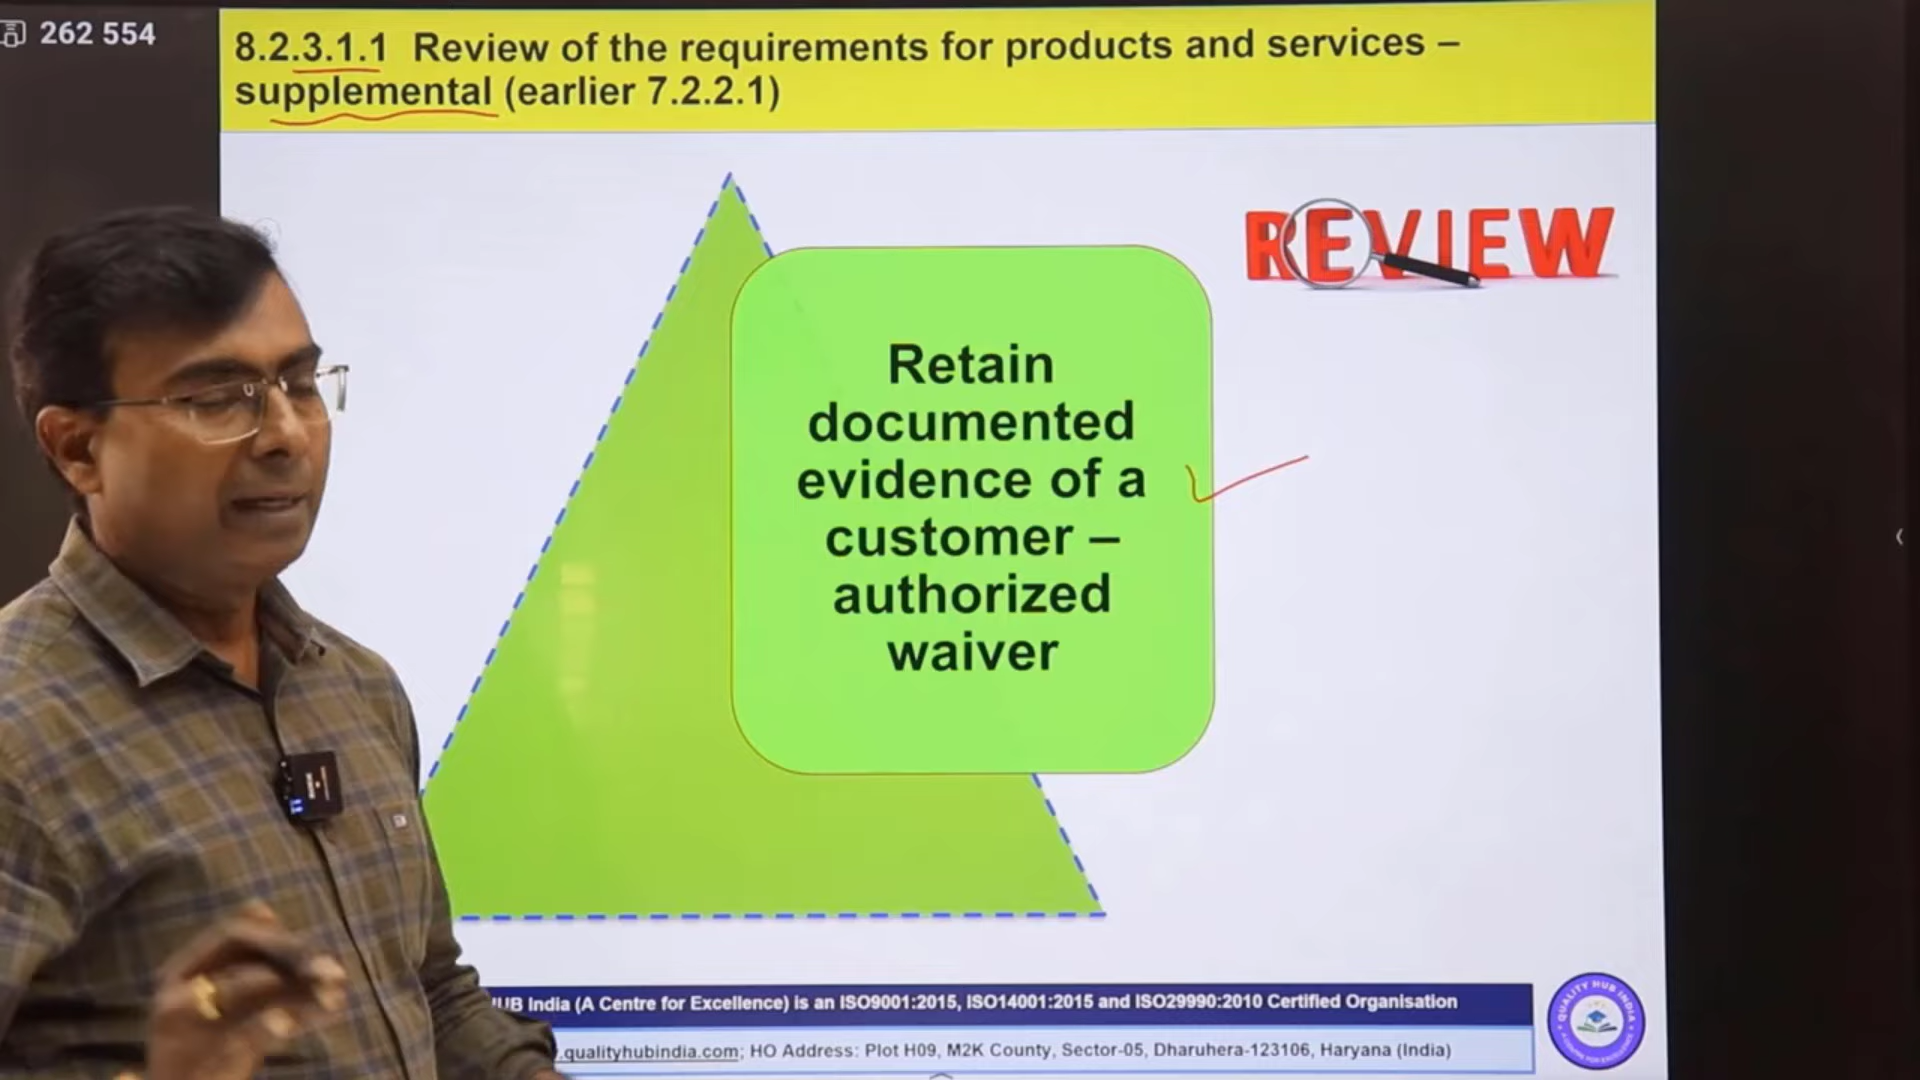 262 554
8.2.3.1.1 Review of the requirements for products and services –
supplemental (earlier 7.2.2.1)
REVIEW
Retain
documented
evidence of a
customer –
authorized
waiver
UB India (A Centre for Excellence) is an ISO9001:2015, ISO14001:2015 and ISO29990:2010 Certified Organisation
.qualityhubindia.com; HO Address: Plot H09, M2K County, Sector-05, Dharuhera-123106, Haryana (India)
QUALITY HUB INDIA